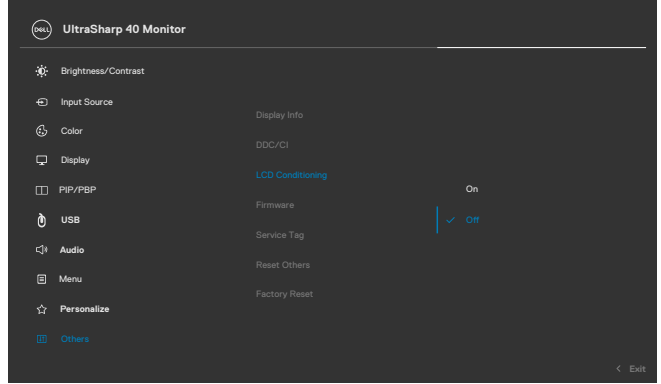 DELL UltraSharp 40 Monitor
Brightness/Contrast
Input Source
Color
Display
PIP/PBP
USB
Audio
Menu
Personalize
Others
Display Info
DDC/CI
LCD Conditioning
Firmware
Service Tag
Reset Others
Factory Reset
On
Off
< Exit